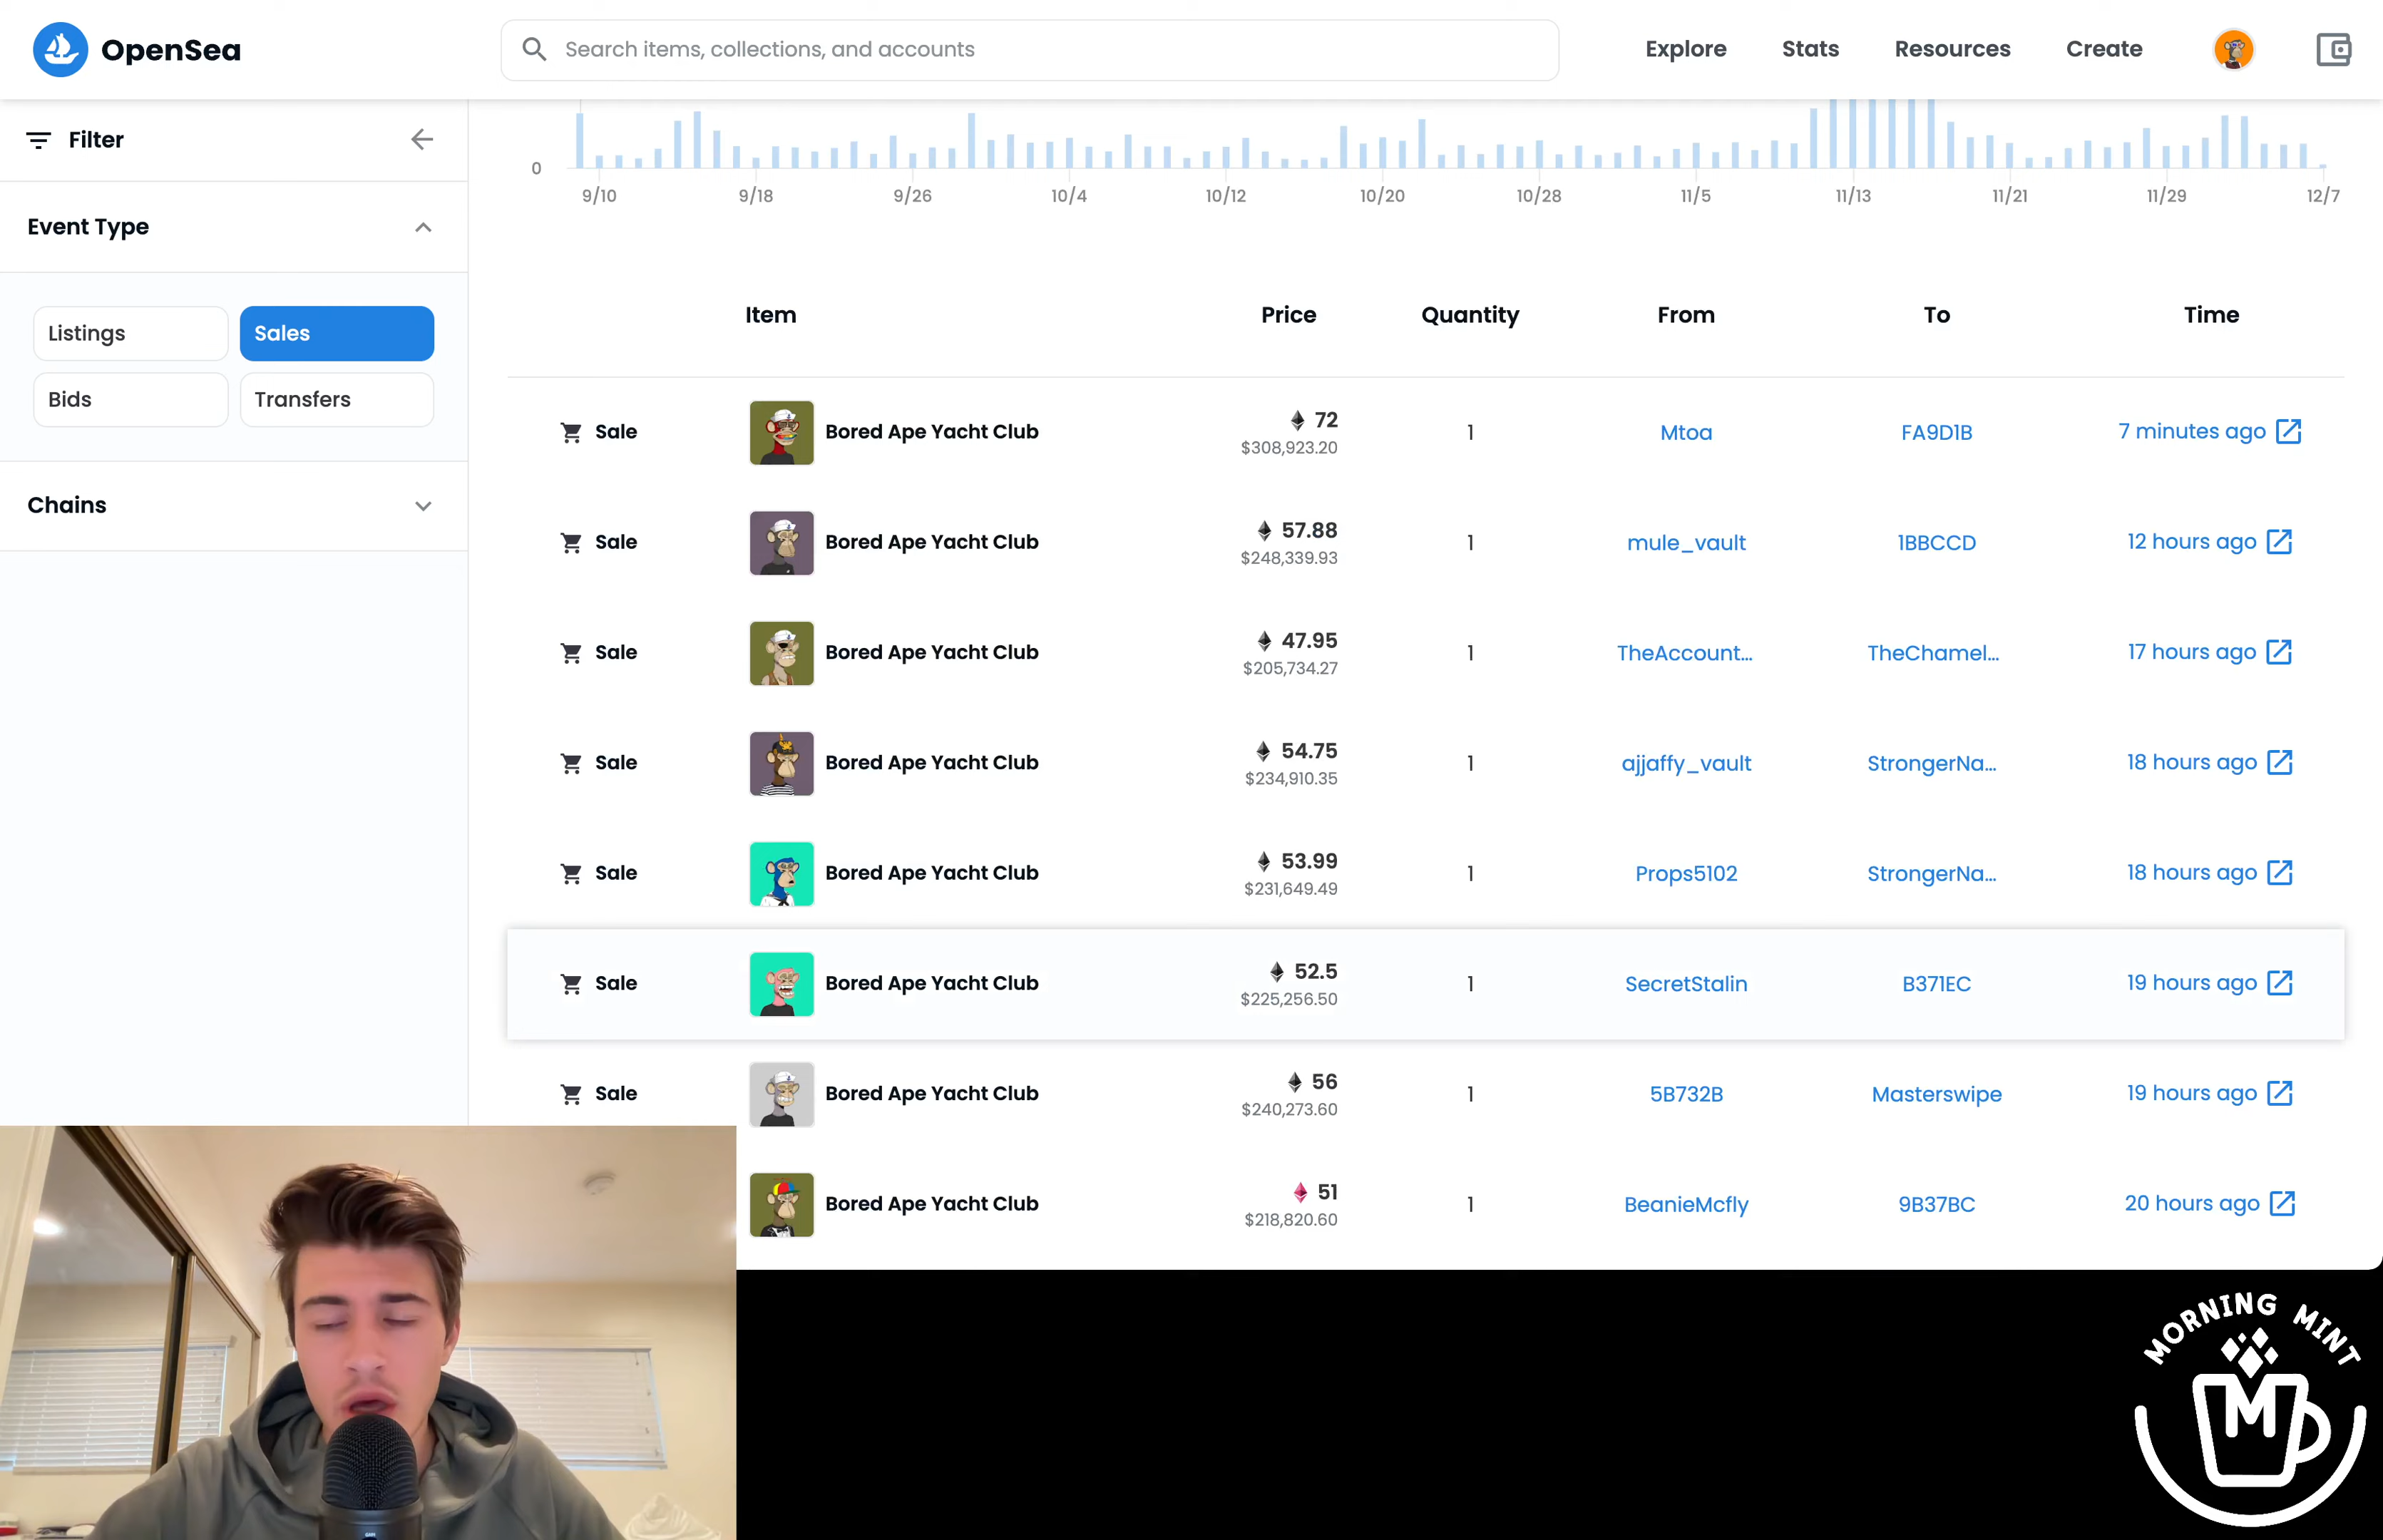 OpenSea
Search items, collections, and accounts
Explore
Stats
Resources
Create
Filter
Event Type
Listings
Sales
Bids
Transfers
Chains
0
9/10 9/18 9/26 10/4 10/12 10/20 10/28 11/5 11/13 11/21 11/29 12/7
Item Price Quantity From To Time
Sale Bored Ape Yacht Club 72 1 Mtoa FA9D1B 7 minutes ago
$308,923.20
Sale Bored Ape Yacht Club 57.88 1 mule_vault 1BBCCD 12 hours ago
$248,339.93
Sale Bored Ape Yacht Club 47.95 1 TheAccount... TheChamel... 17 hours ago
$205,734.27
Sale Bored Ape Yacht Club 54.75 1 ajjaffy_vault StrongerNa... 18 hours ago
$234,910.35
Sale Bored Ape Yacht Club 53.99 1 Props5102 StrongerNa... 18 hours ago
$231,649.49
Sale Bored Ape Yacht Club 52.5 1 SecretStalin B371EC 19 hours ago
$225,256.50
Sale Bored Ape Yacht Club 56 1 5B732B Masterswipe 19 hours ago
$240,273.60
Bored Ape Yacht Club 51 1 BeanieMcfly 9B37BC 20 hours ago
$218,820.60
MORNING MINT
M